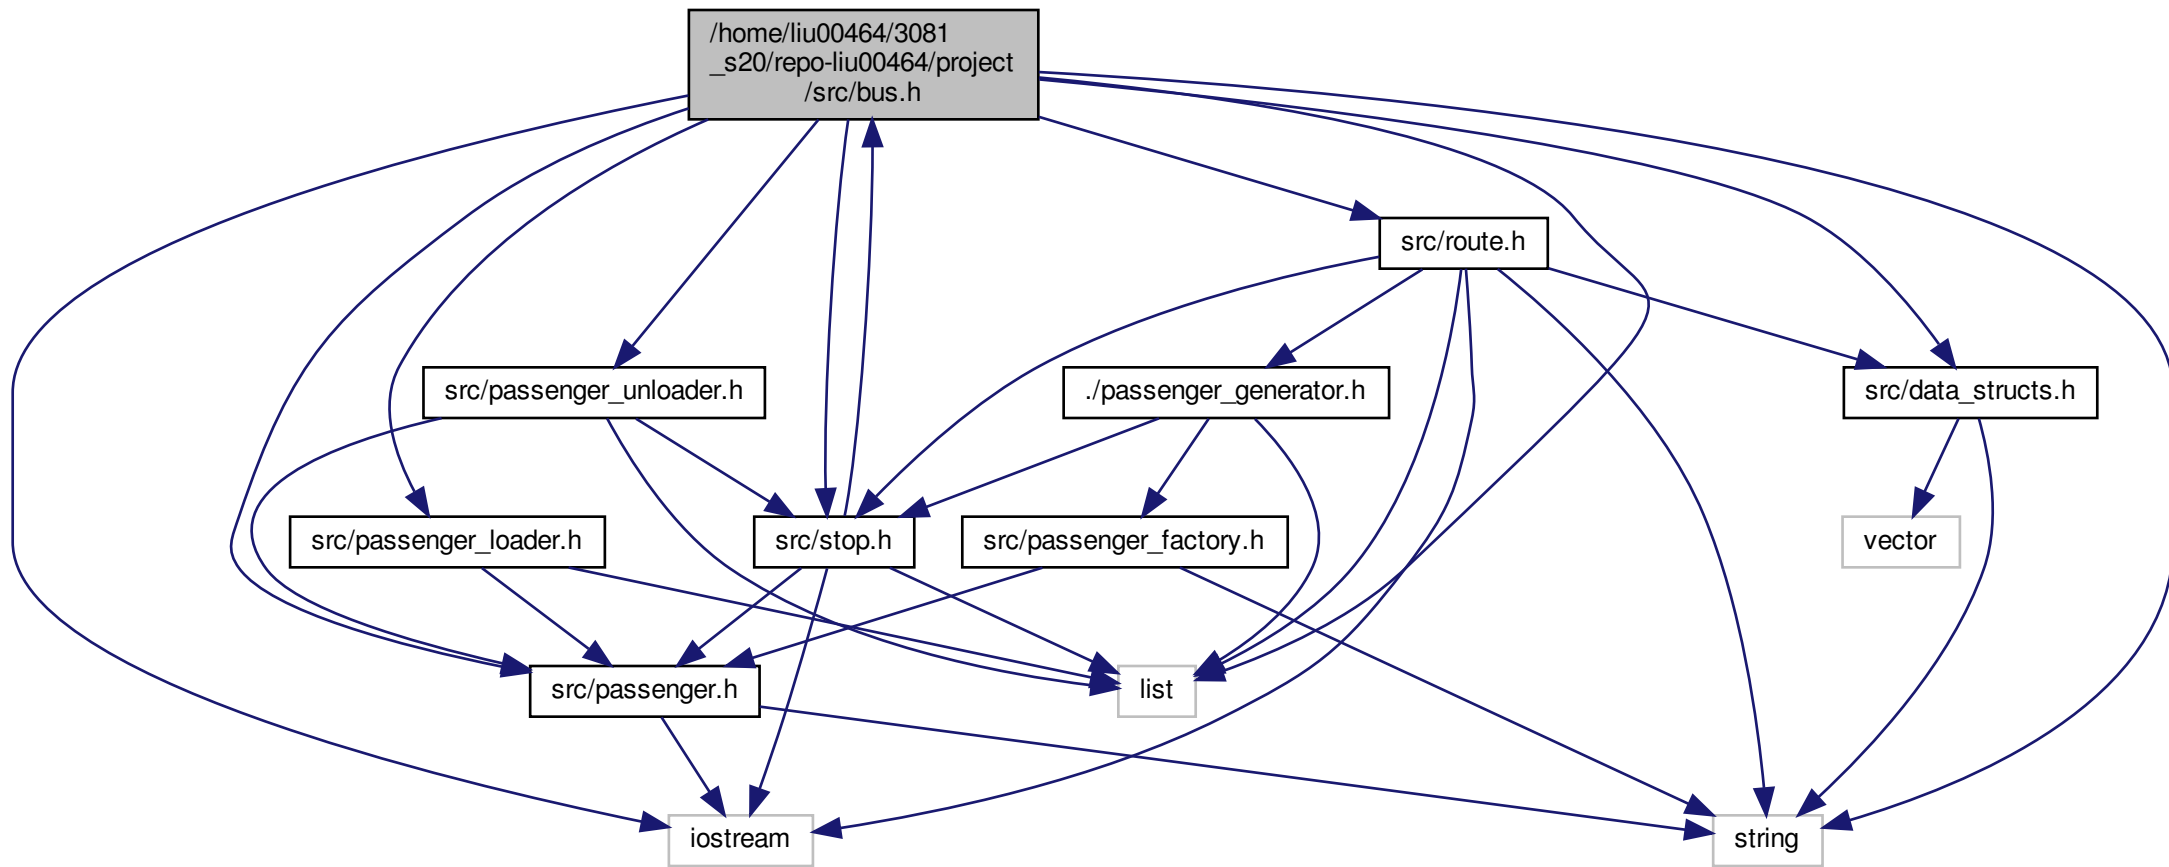 /home/liu00464/3081
_s20/repo-liu00464/project
/src/bus.h
src/route.h
src/passenger_unloader.h
./passenger_generator.h
src/data_structs.h
src/passenger_loader.h
src/stop.h
src/passenger_factory.h
vector
src/passenger.h
list
iostream
string